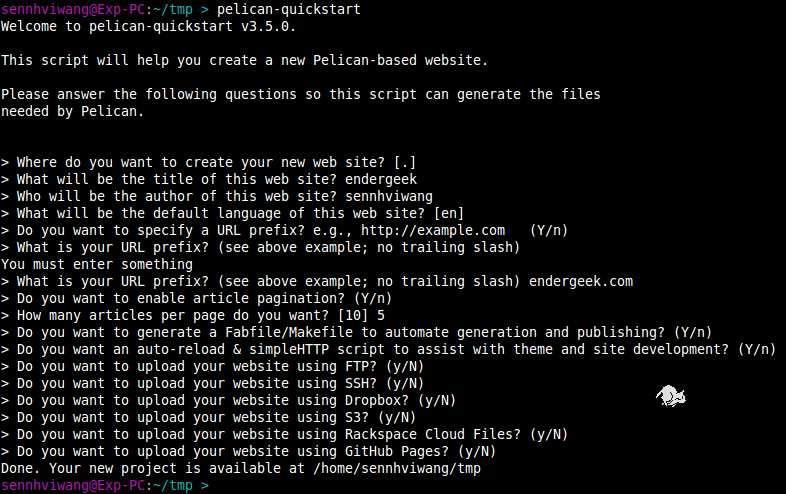 sennhviwang@Exp-PC:~/tmp > pelican-quickstart
Welcome to pelican-quickstart v3.5.0.
This script will help you create a new Pelican-based website.
Please answer the following questions so this script can generate the files
needed by Pelican.
> Where do you want to create your new web site? [.]
> What will be the title of this web site? endergeek
> Who will be the author of this web site? sennhviwang
> What will be the default language of this web site? [en]
> Do you want to specify a URL prefix? e.g., http://example.com   (Y/n)
> What is your URL prefix? (see above example; no trailing slash)
You must enter something
> What is your URL prefix? (see above example; no trailing slash) endergeek.com
> Do you want to enable article pagination? (Y/n)
> How many articles per page do you want? [10] 5
> Do you want to generate a Fabfile/Makefile to automate generation and publishing? (Y/n)
> Do you want an auto-reload & simpleHTTP script to assist with theme and site development? (Y/n)
> Do you want to upload your website using FTP? (y/N)
> Do you want to upload your website using SSH? (y/N)
> Do you want to upload your website using Dropbox? (y/N)
> Do you want to upload your website using S3? (y/N)
> Do you want to upload your website using Rackspace Cloud Files? (y/N)
> Do you want to upload your website using GitHub Pages? (y/N)
Done. Your new project is available at /home/sennhviwang/tmp
sennhviwang@Exp-PC:~/tmp >